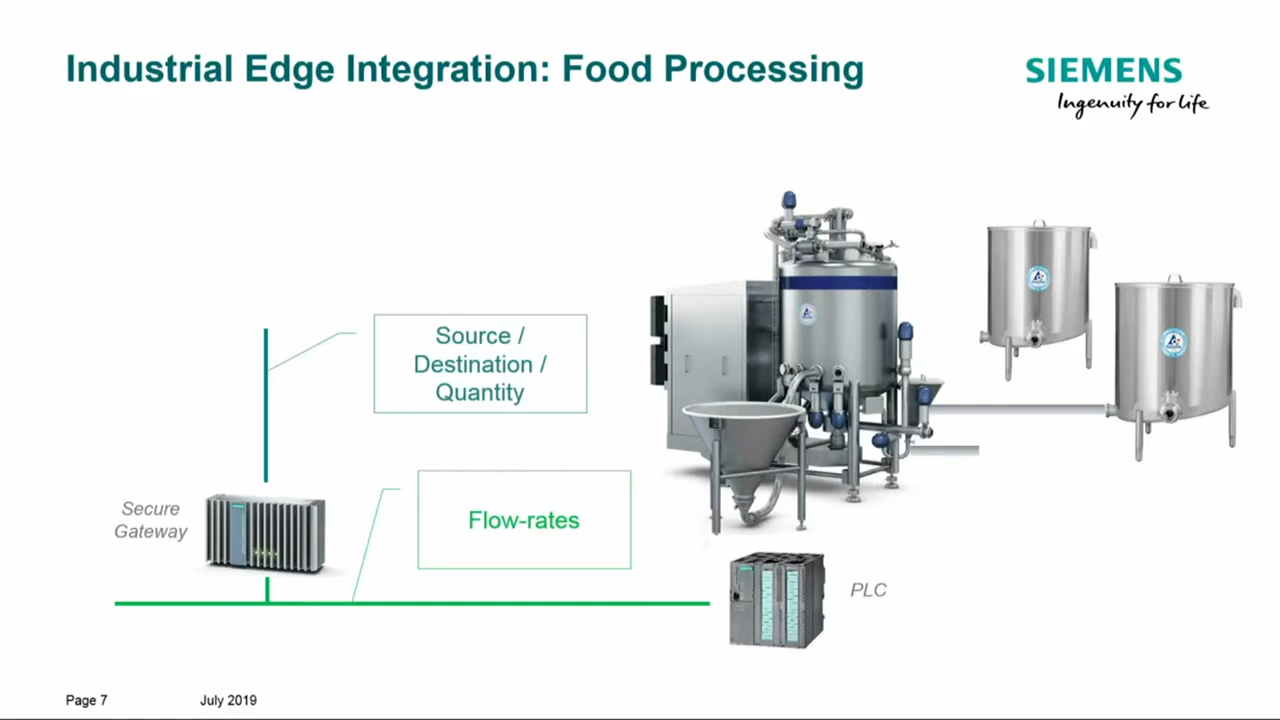 Industrial Edge Integration: Food Processing
SIEMENS
Ingenuity for life
Source /
Destination /
Quantity
Secure
Gateway
Flow-rates
PLC
Page 7
July 2019